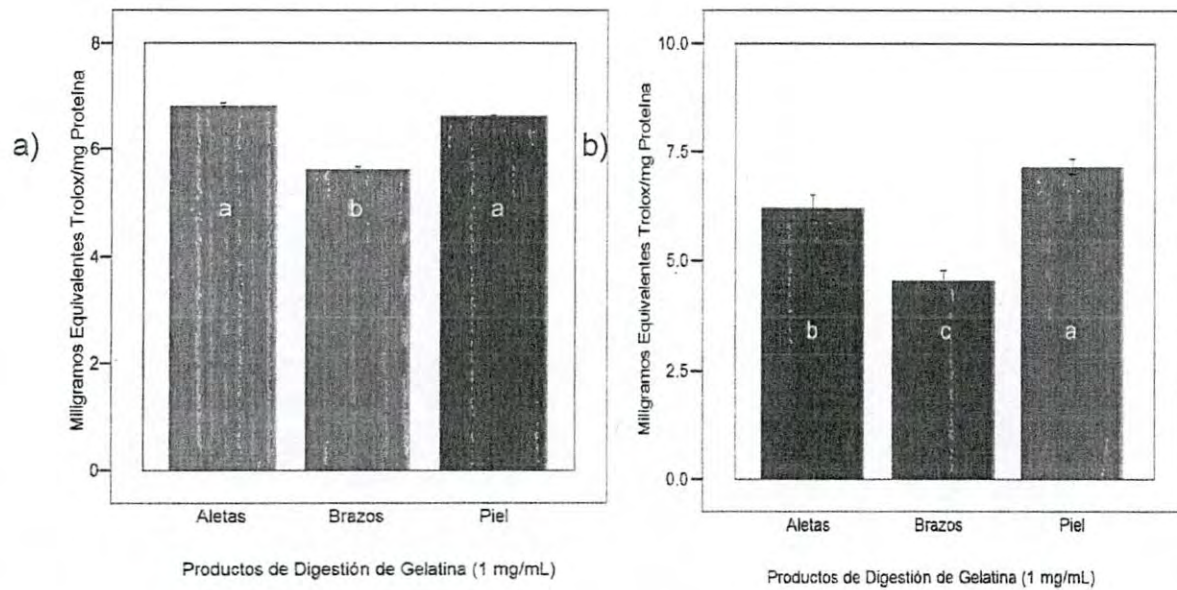 a)
Miligramos Equivalentes Trolox/mg Proteína
8
6
4
2
0
a
b
a
Aletas Brazos Piel
Productos de Digestión de Gelatina (1 mg/mL)
b)
Miligramos Equivalentes Trolox/mg Proteína
10.0
7.5
5.0
2.5
0.0
b
c
a
Aletas Brazos Piel
Productos de Digestión de Gelatina (1 mg/mL)